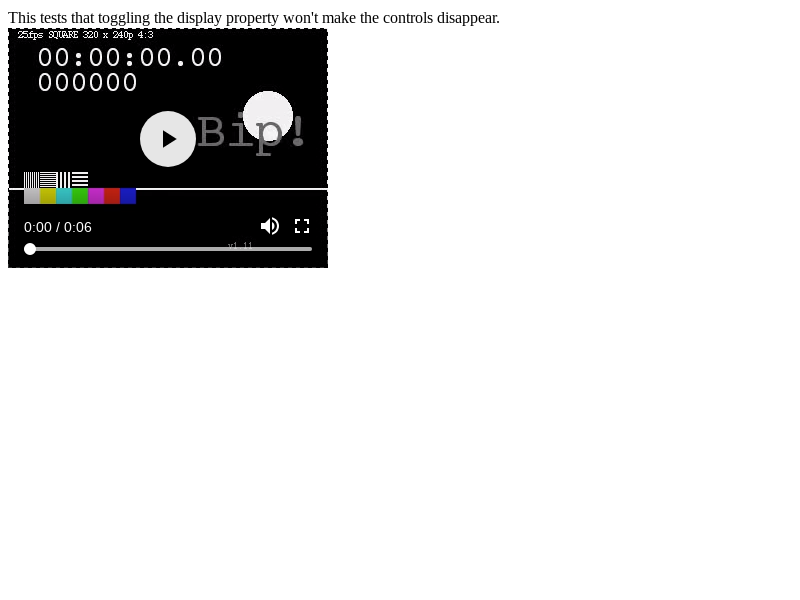 This tests that toggling the display property won't make the controls disappear.
25fps SQUARE 320 x 240p 4:3
00:00:00.00
000000
Bip!
0:00 / 0:06
v1.11